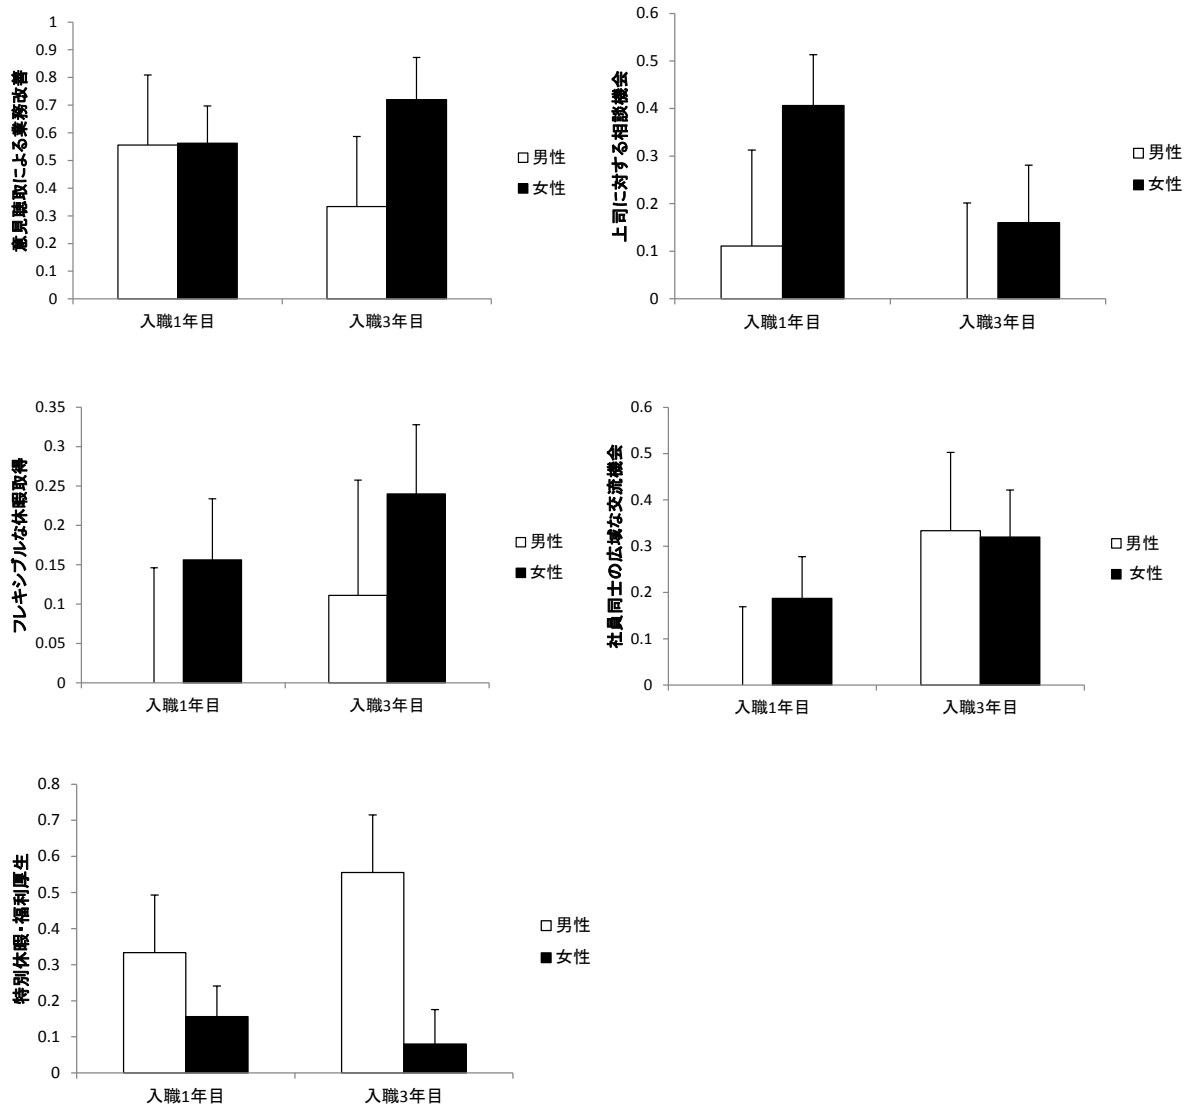 意見聴取による業務改善
1
0.9
0.8
0.7
0.6
0.5
0.4
0.3
0.2
0.1
0
入職1年目
入職3年目
男性
女性
上司に対する相談機会
0.6
0.5
0.4
0.3
0.2
0.1
0
入職1年目
入職3年目
男性
女性
フレキシブルな休暇取得
0.35
0.3
0.25
0.2
0.15
0.1
0.05
0
入職1年目
入職3年目
男性
女性
社員同士の広域な交流機会
0.6
0.5
0.4
0.3
0.2
0.1
0
入職1年目
入職3年目
男性
女性
特別休暇・福利厚生
0.8
0.7
0.6
0.5
0.4
0.3
0.2
0.1
0
入職1年目
入職3年目
男性
女性